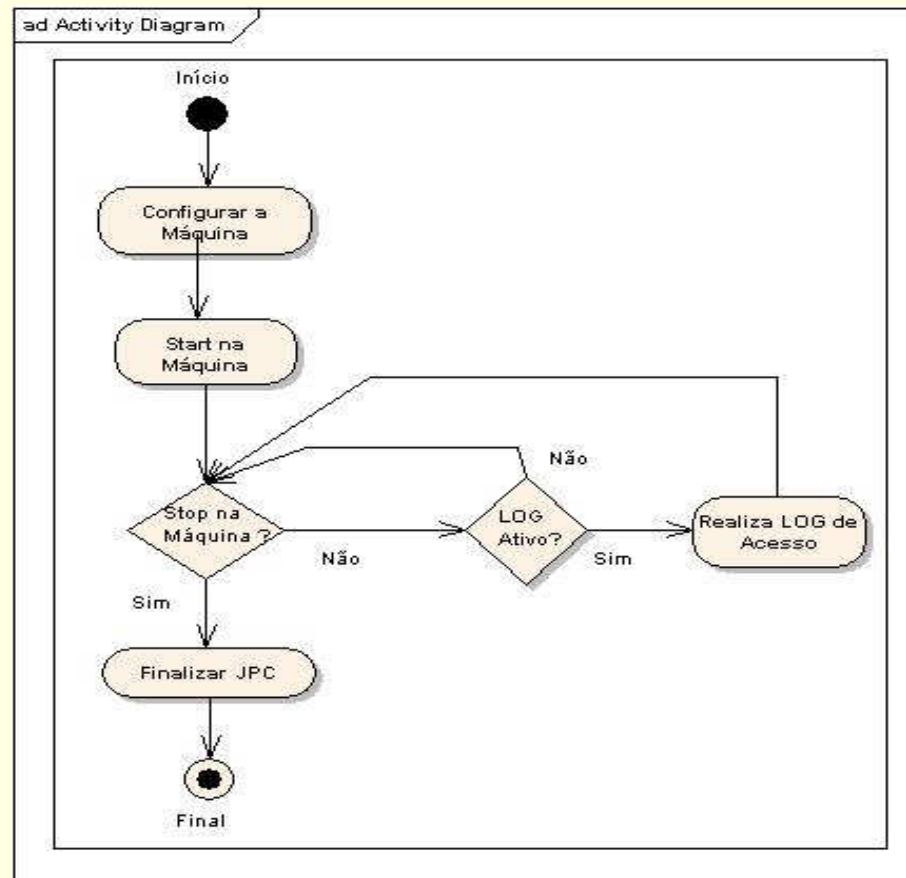 ad Activity Diagram
Início
Configurar a
Máquina
Start na
Máquina
Stop na
Máquina ?
Não
LOG
Ativo?
Não
Sim
Realiza LOG de
Acesso
Sim
Finalizar JPC
Final